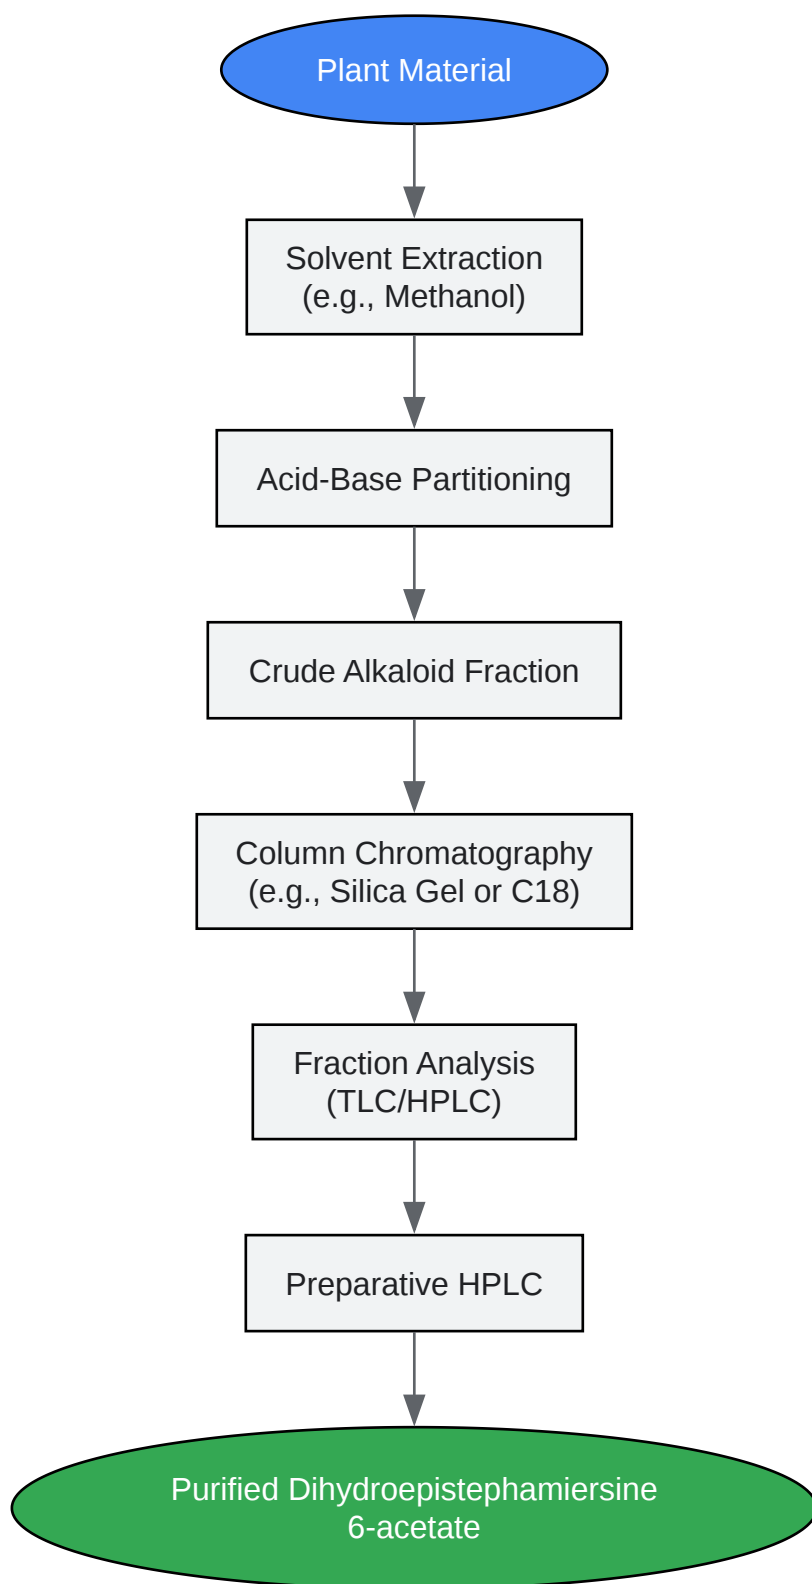 Plant Material
Solvent Extraction
(e.g., Methanol)
Acid-Base Partitioning
Crude Alkaloid Fraction
Column Chromatography
(e.g., Silica Gel or C18)
Fraction Analysis
(TLC/HPLC)
Preparative HPLC
Purified Dihydroepistephamiersine
6-acetate